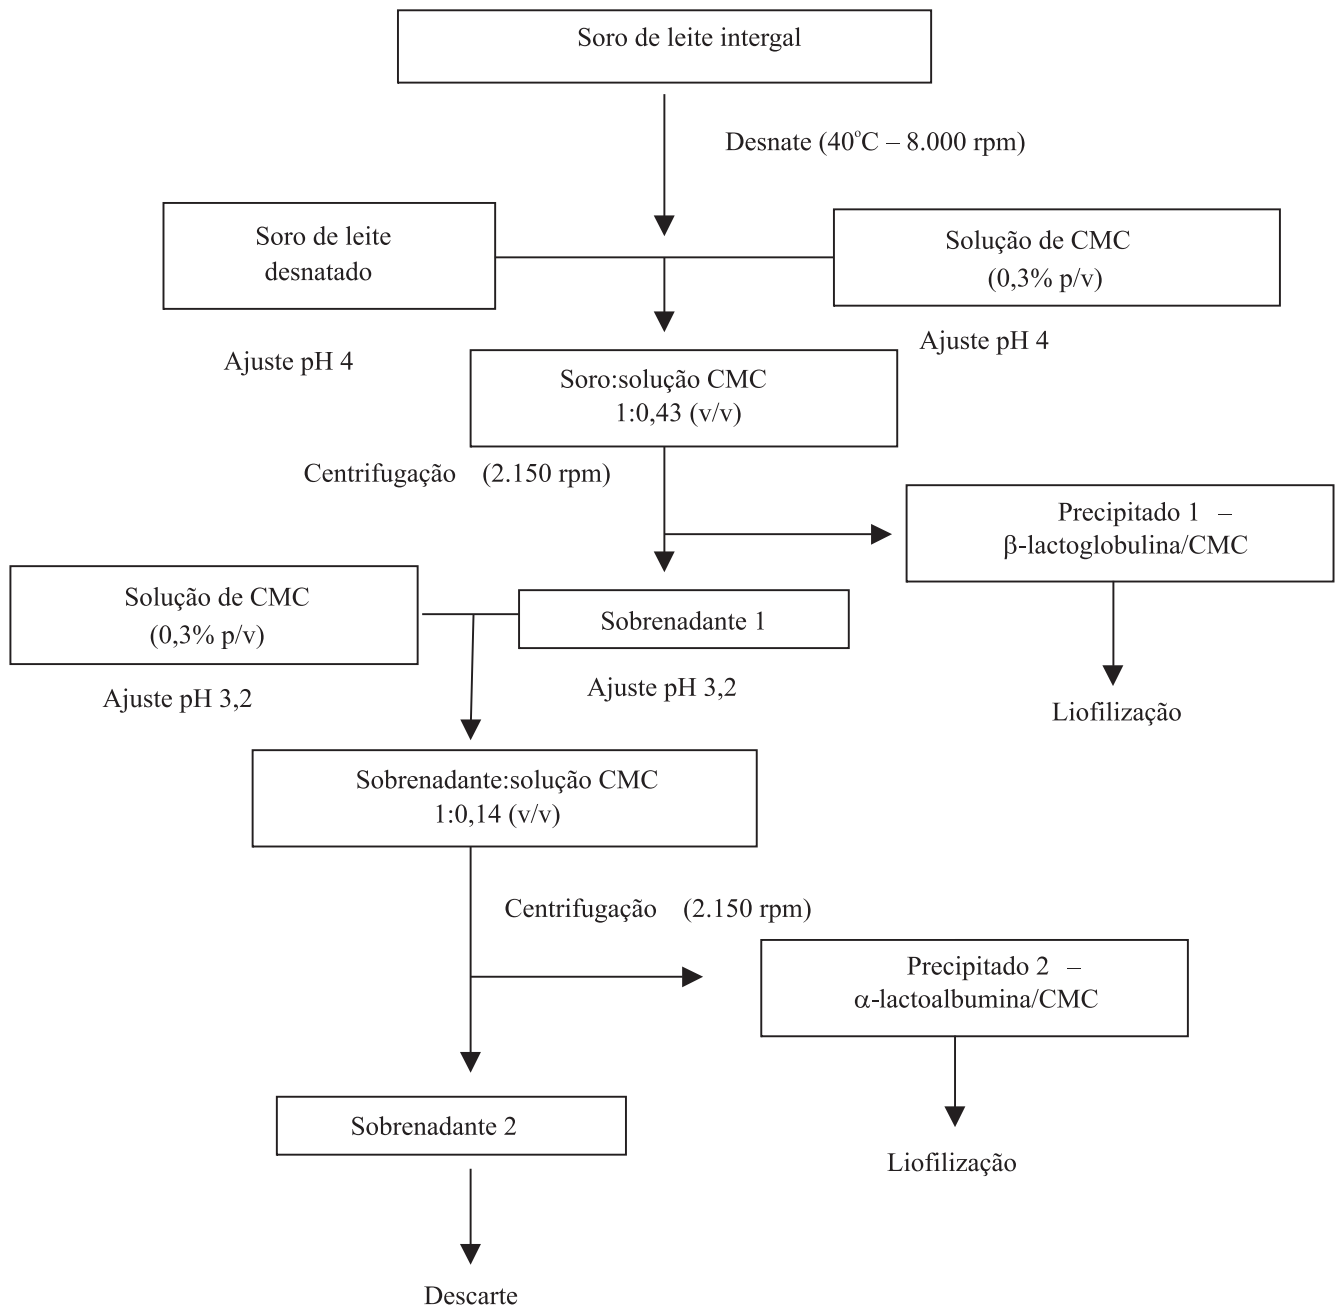 Soro de leite intergal
Desnate (40ºC – 8.000 rpm)
Soro de leite
desnatado
Solução de CMC
(0,3% p/v)
Ajuste pH 4
Ajuste pH 4
Soro:solução CMC
1:0,43 (v/v)
Centrifugação (2.150 rpm)
Precipitado 1 –
β-lactoglobulina/CMC
Solução de CMC
(0,3% p/v)
Sobrenadante 1
Ajuste pH 3,2
Ajuste pH 3,2
Liofilização
Sobrenadante:solução CMC
1:0,14 (v/v)
Centrifugação (2.150 rpm)
Precipitado 2 –
α-lactoalbumina/CMC
Sobrenadante 2
Liofilização
Descarte